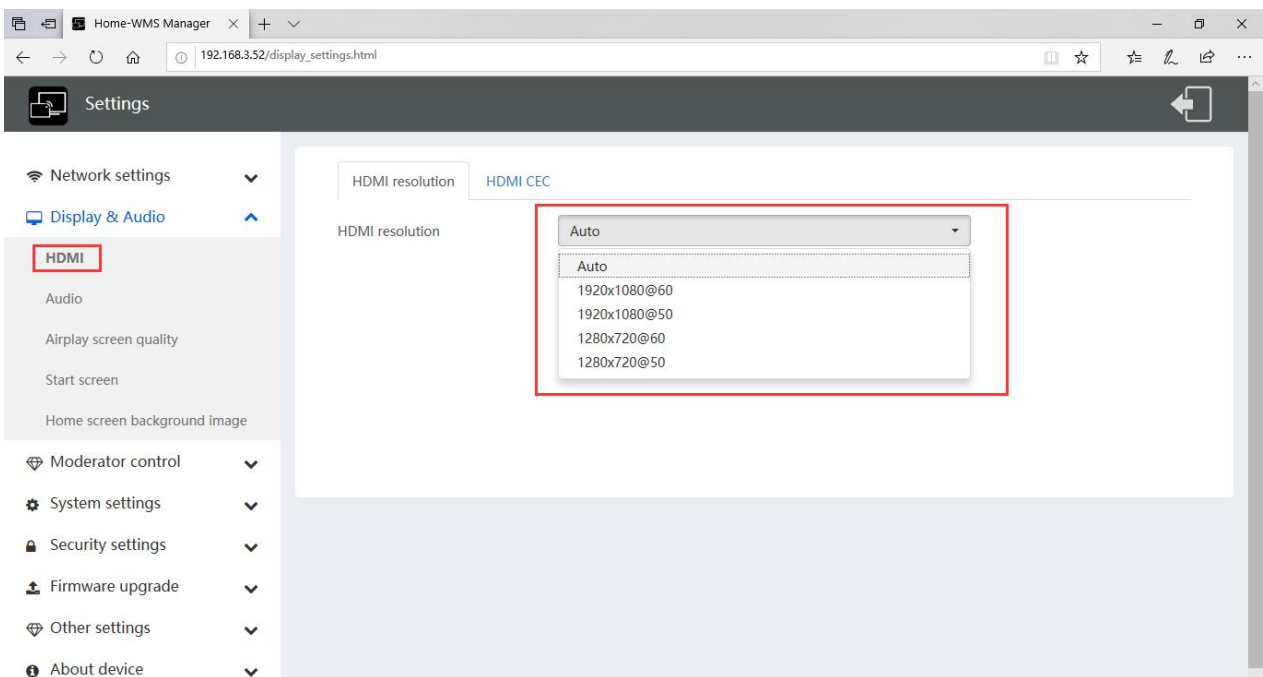 Home-WMS Manager
192.168.3.52/display_settings.html
Settings
Network settings
Display & Audio
HDMI
Audio
Airplay screen quality
Start screen
Home screen background image
Moderator control
System settings
Security settings
Firmware upgrade
Other settings
About device
HDMI resolution HDMI CEC
HDMI resolution Auto
Auto
1920x1080@60
1920x1080@50
1280x720@60
1280x720@50